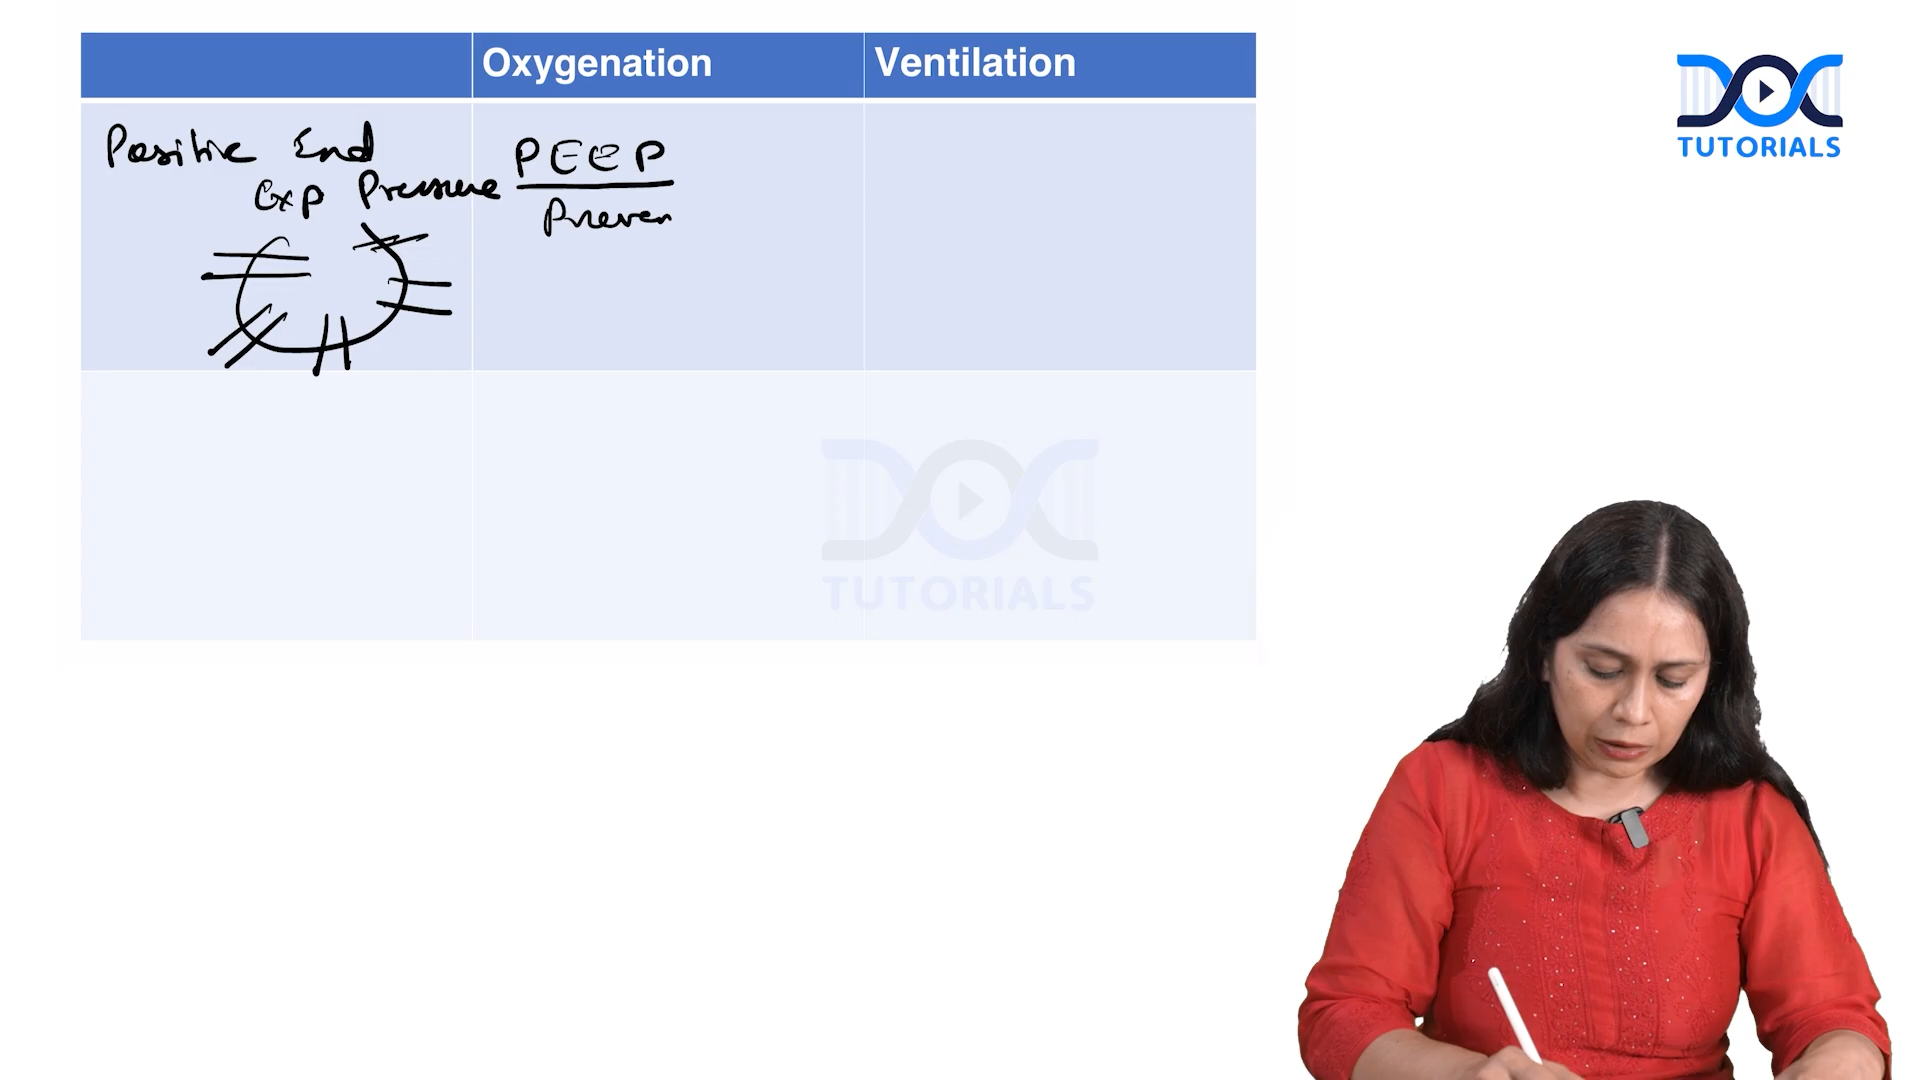 Oxygenation
Ventilation
Positive End
Exp Pressure
PEEP
Preven
TUTORIALS
TUTORIALS